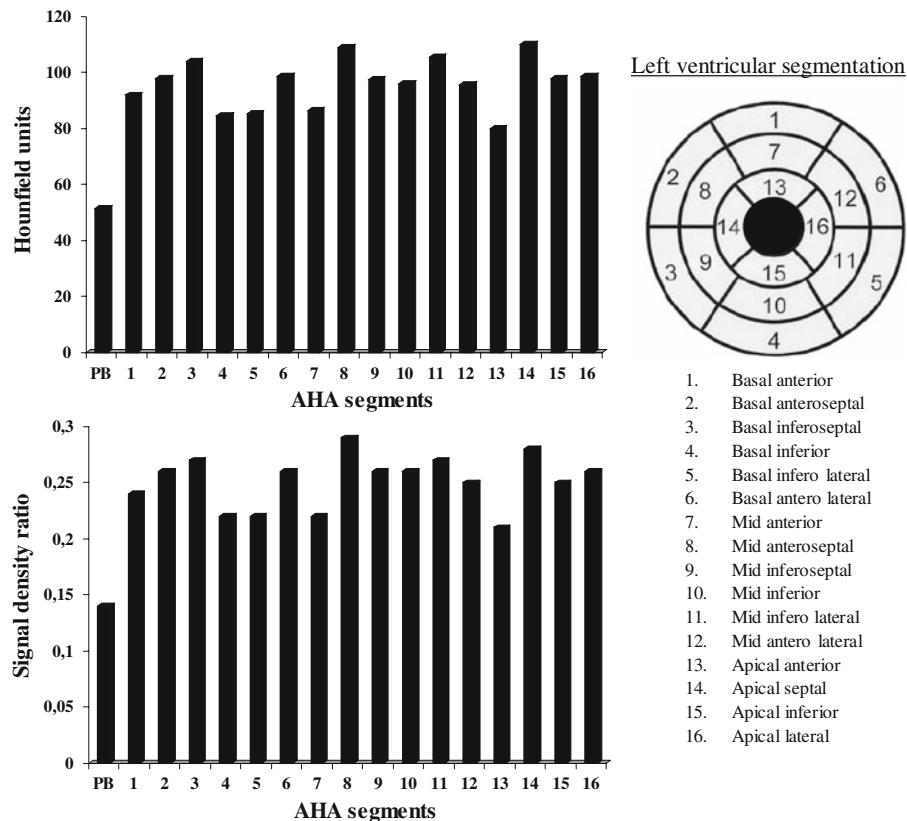 120
100
80
60
40
20
0
Hounfield units
PB 1 2 3 4 5 6 7 8 9 10 11 12 13 14 15 16
AHA segments
0,3
0,25
0,2
0,15
0,1
0,05
0
Signal density ratio
PB 1 2 3 4 5 6 7 8 9 10 11 12 13 14 15 16
AHA segments
Left ventricular segmentation
1
7
2
6
8
13
12
14
16
3
9
11
5
15
10
4
1. Basal anterior
2. Basal anteroseptal
3. Basal inferoseptal
4. Basal inferior
5. Basal infero lateral
6. Basal antero lateral
7. Mid anterior
8. Mid anteroseptal
9. Mid inferoseptal
10. Mid inferior
11. Mid infero lateral
12. Mid antero lateral
13. Apical anterior
14. Apical septal
15. Apical inferior
16. Apical lateral